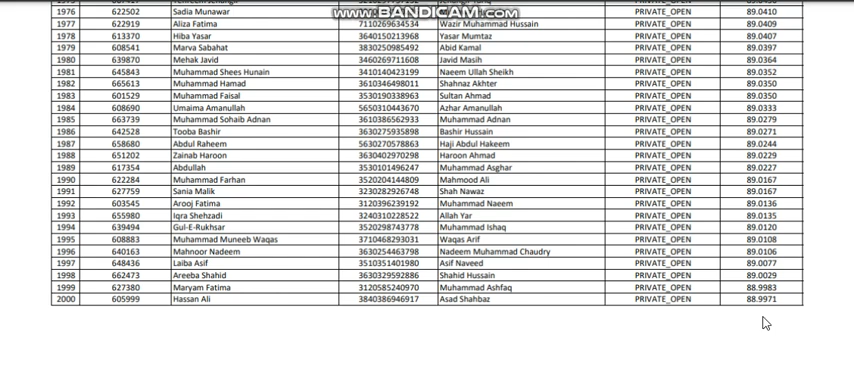 www.BANDICAM.com
1976 622502 Sadia Munawar PRIVATE_OPEN 89.0410
1977 622919 Aliza Fatima 7110269634534 Wazir Muhammad Hussain PRIVATE_OPEN 89.0409
1978 613370 Hiba Yasar 3640150213968 Yasar Mumtaz PRIVATE_OPEN 89.0407
1979 608541 Marva Sabahat 3830250985492 Abid Kamal PRIVATE_OPEN 89.0397
1980 639870 Mehak Javid 3460269711608 Javid Masih PRIVATE_OPEN 89.0364
1981 645843 Muhammad Shees Hunain 3410140423199 Naeem Ullah Sheikh PRIVATE_OPEN 89.0352
1982 665613 Muhammad Hamad 3610346498011 Shahnaz Akhter PRIVATE_OPEN 89.0350
1983 601529 Muhammad Faisal 3530190338963 Sultan Ahmad PRIVATE_OPEN 89.0350
1984 608690 Umaima Amanullah 5650310443670 Azhar Amanullah PRIVATE_OPEN 89.0333
1985 663739 Muhammad Sohaib Adnan 3610386562933 Muhammad Adnan PRIVATE_OPEN 89.0279
1986 642528 Tooba Bashir 3630275935898 Bashir Hussain PRIVATE_OPEN 89.0271
1987 658680 Abdul Raheem 5630270578863 Haji Abdul Hakeem PRIVATE_OPEN 89.0244
1988 651202 Zainab Haroon 3630402970298 Haroon Ahmad PRIVATE_OPEN 89.0229
1989 617354 Abdullah 3530101496247 Muhammad Asghar PRIVATE_OPEN 89.0227
1990 622284 Muhammad Farhan 3520204144809 Mahmood Ali PRIVATE_OPEN 89.0167
1991 627759 Sania Malik 3230282926748 Shah Nawaz PRIVATE_OPEN 89.0167
1992 603545 Arooj Fatima 3120396239192 Muhammad Naeem PRIVATE_OPEN 89.0136
1993 655980 Iqra Shehzadi 3240310228522 Allah Yar PRIVATE_OPEN 89.0135
1994 639494 Gul-E-Rukhsar 3520298743778 Muhammad Ishaq PRIVATE_OPEN 89.0120
1995 608883 Muhammad Muneeb Waqas 3710468293031 Waqas Arif PRIVATE_OPEN 89.0108
1996 640163 Mahnoor Nadeem 3630254463798 Nadeem Muhammad Chaudry PRIVATE_OPEN 89.0106
1997 648436 Laiba Asif 3510351401980 Asif Naveed PRIVATE_OPEN 89.0077
1998 662473 Areeba Shahid 3630329592886 Shahid Hussain PRIVATE_OPEN 89.0029
1999 627380 Maryam Fatima 3120585240970 Muhammad Ashfaq PRIVATE_OPEN 88.9983
2000 605999 Hassan Ali 3840386946917 Asad Shahbaz PRIVATE_OPEN 88.9971